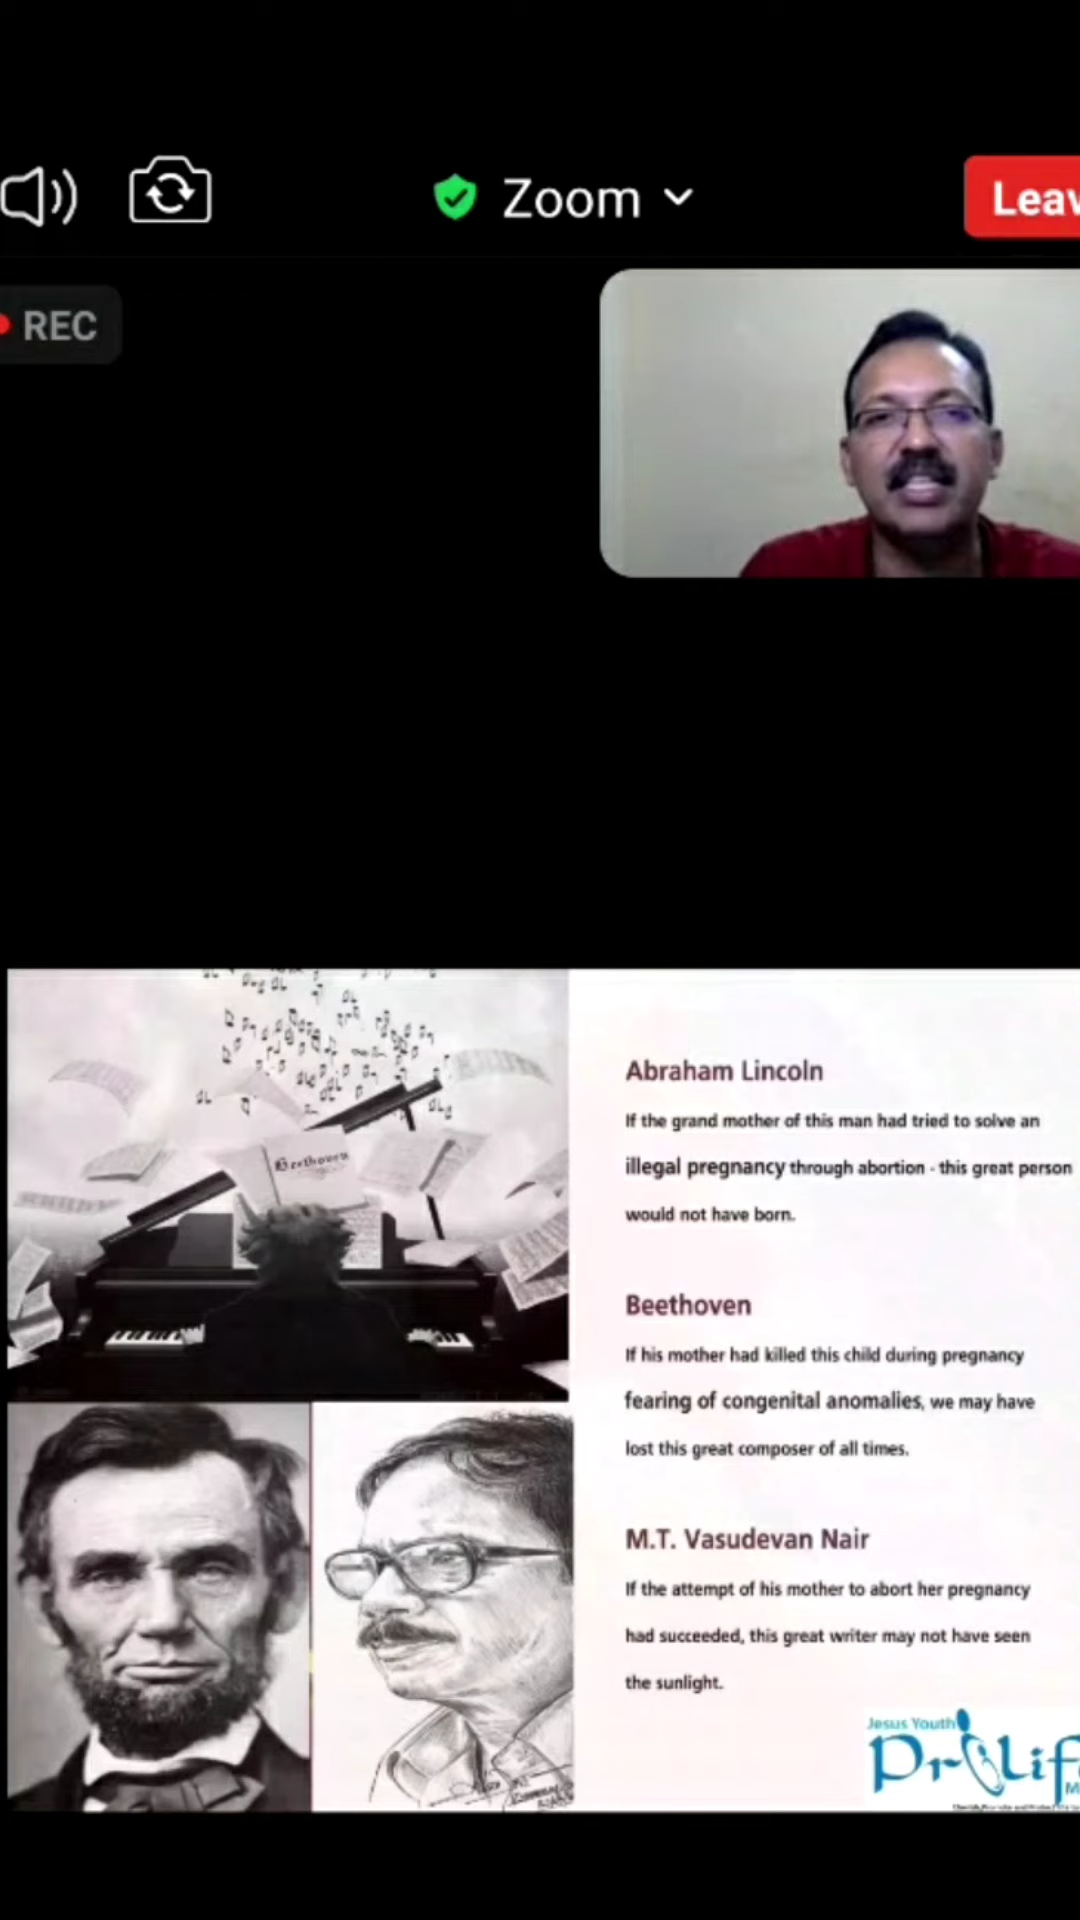 Zoom
Leav
REC
Beethoven
Abraham Lincoln
If the grand mother of this man had tried to solve an
illegal pregnancy through abortion - this great person
would not have born.
Beethoven
If his mother had killed this child during pregnancy
fearing of congenital anomalies, we may have
lost this great composer of all times.
M.T. Vasudevan Nair
If the attempt of his mother to abort her pregnancy
had succeeded, this great writer may not have seen
the sunlight.
Jesus Youth
PrOLif
M